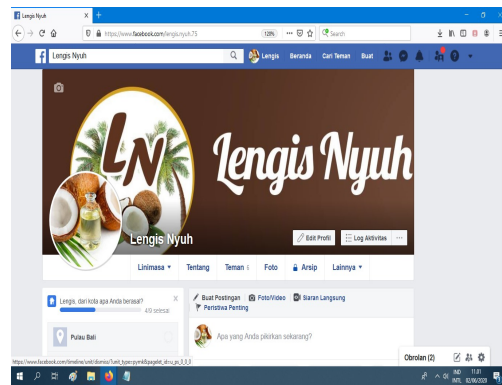 Lengis Nyuh
https://www.facebook.com/lengis.nyuh.75
120%
Search
Lengis Nyuh
Lengis
Beranda
Cari Teman
Buat
LN
Lengis Nyuh
Lengis Nyuh
Edit Profil
Log Aktivitas
Linimasa
Tentang
Teman
Foto
Arsip
Lainnya
Lengis, dari kota apa Anda berasal?
4/9 selesai
Pulau Bali
Buat Postingan
Foto/Video
Siaran Langsung
Peristiwa Penting
Apa yang Anda pikirkan sekarang?
Obrolan (2)
IND
INTL
11.01
02/06/2020